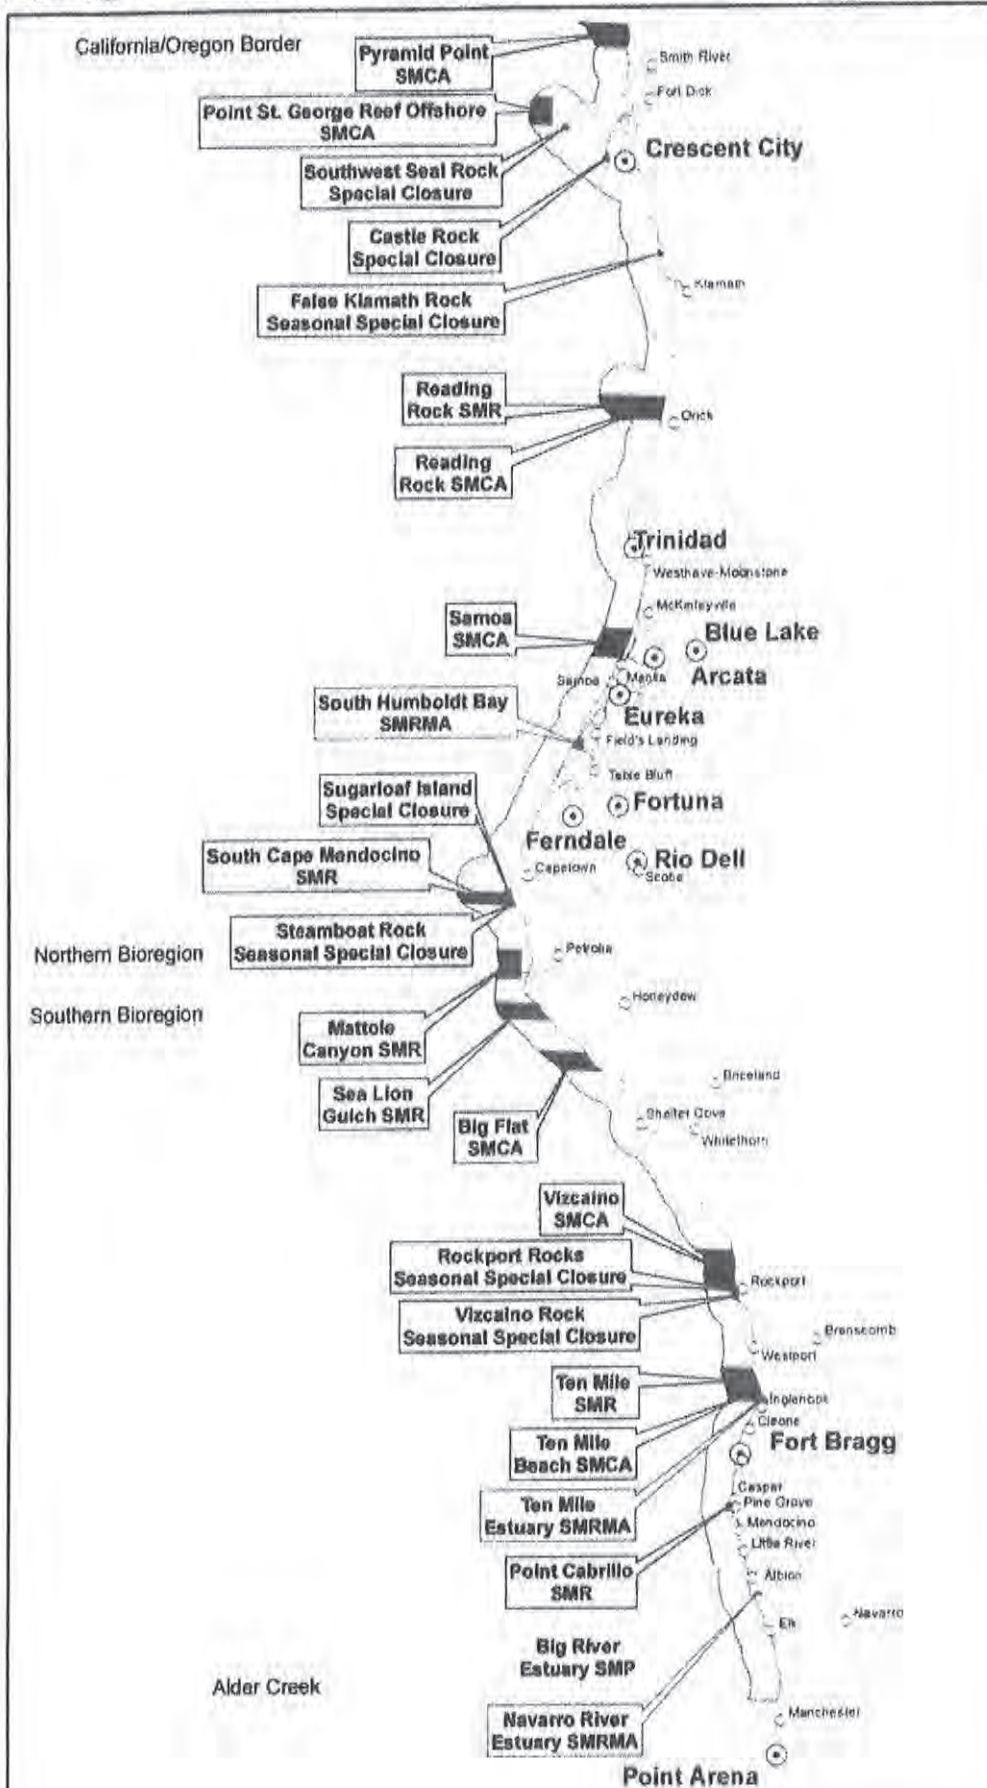 California/Oregon Border
Pyramid Point
SMCA
Smith River
Fort Dick
Point St. George Reef Offshore
SMCA
Crescent City
Southwest Seal Rock
Special Closure
Castle Rock
Special Closure
Klamath
False Klamath Rock
Seasonal Special Closure
Reading
Rock SMR
Orick
Reading
Rock SMCA
Trinidad
Westhave-Moonstone
McKinleyville
Samoa
SMCA
Blue Lake
Arcata
Samoa
Manila
South Humboldt Bay
SMRMA
Eureka
Field's Landing
Table Bluff
Sugarloaf Island
Special Closure
Fortuna
Ferndale
South Cape Mendocino
SMR
Rio Dell
Scotia
Capetown
Steamboat Rock
Seasonal Special Closure
Northern Bioregion
Petrolia
Honeydew
Southern Bioregion
Mattole
Canyon SMR
Briceland
Sea Lion
Gulch SMR
Big Flat
SMCA
Shelter Cove
Whitethorn
Vizcaino
SMCA
Rockport Rocks
Seasonal Special Closure
Rockport
Vizcaino Rock
Seasonal Special Closure
Branscomb
Westport
Ten Mile
SMR
Inglenook
Cleone
Fort Bragg
Ten Mile
Beach SMCA
Caspar
Pine Grove
Ten Mile
Estuary SMRMA
Mendocino
Little River
Point Cabrillo
SMR
Albion
Navarro
Elk
Big River
Estuary SMP
Alder Creek
Navarro River
Estuary SMRMA
Manchester
Point Arena